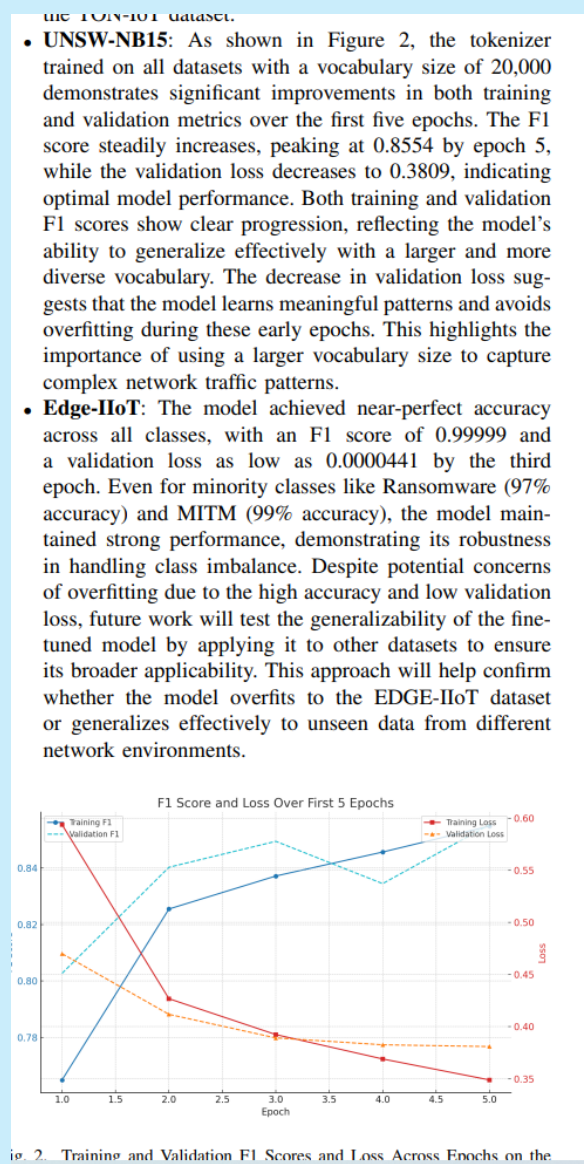 the TON-IoT dataset.
• UNSW-NB15: As shown in Figure 2, the tokenizer
trained on all datasets with a vocabulary size of 20,000
demonstrates significant improvements in both training
and validation metrics over the first five epochs. The F1
score steadily increases, peaking at 0.8554 by epoch 5,
while the validation loss decreases to 0.3809, indicating
optimal model performance. Both training and validation
F1 scores show clear progression, reflecting the model's
ability to generalize effectively with a larger and more
diverse vocabulary. The decrease in validation loss sug-
gests that the model learns meaningful patterns and avoids
overfitting during these early epochs. This highlights the
importance of using a larger vocabulary size to capture
complex network traffic patterns.
• Edge-IIoT: The model achieved near-perfect accuracy
across all classes, with an F1 score of 0.99999 and
a validation loss as low as 0.0000441 by the third
epoch. Even for minority classes like Ransomware (97%
accuracy) and MITM (99% accuracy), the model main-
tained strong performance, demonstrating its robustness
in handling class imbalance. Despite potential concerns
of overfitting due to the high accuracy and low validation
loss, future work will test the generalizability of the fine-
tuned model by applying it to other datasets to ensure
its broader applicability. This approach will help confirm
whether the model overfits to the EDGE-IIoT dataset
or generalizes effectively to unseen data from different
network environments.
F1 Score and Loss Over First 5 Epochs
Training F1
Validation F1
Training Loss
Validation Loss
0.84
0.82
0.80
0.78
0.60
0.55
0.50
0.45
0.40
0.35
Loss
1.0 1.5 2.0 2.5 3.0 3.5 4.0 4.5 5.0
Epoch
ig. 2. Training and Validation F1 Scores and Loss Across Epochs on the